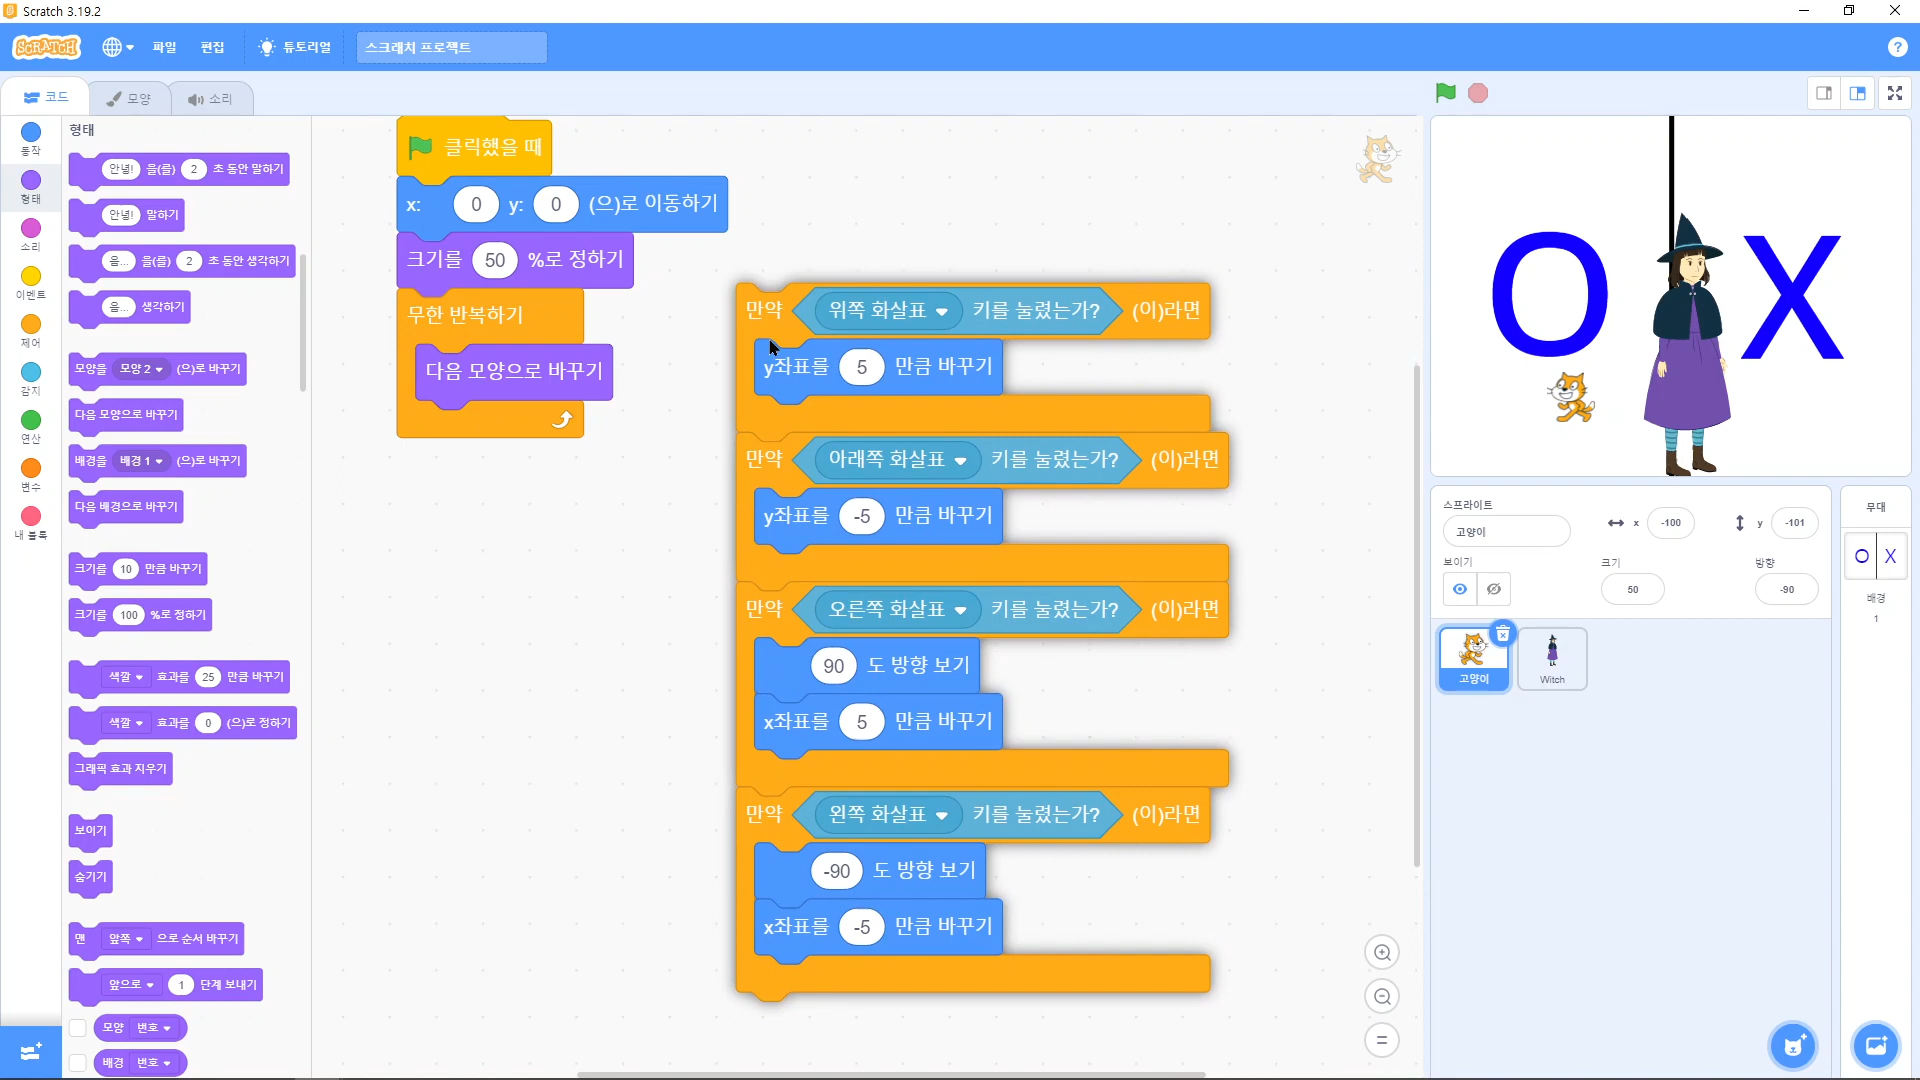 Scratch 3.19.2
SCRATCH 파일 편집 튜토리얼 스크래치 프로젝트 ?
코드 모양 소리
동작
형태
소리
이벤트
제어
감지
연산
변수
내 블록
형태
안녕! 을(를) 2 초 동안 말하기
안녕! 말하기
음... 을(를) 2 초 동안 생각하기
음... 생각하기
모양을 모양 2 (으)로 바꾸기
다음 모양으로 바꾸기
배경을 배경 1 (으)로 바꾸기
다음 배경으로 바꾸기
크기를 10 만큼 바꾸기
크기를 100 %로 정하기
색깔 효과를 25 만큼 바꾸기
색깔 효과를 0 (으)로 정하기
그래픽 효과 지우기
보이기
숨기기
맨 앞쪽 으로 순서 바꾸기
앞으로 1 단계 보내기
모양 번호
배경 번호
클릭했을 때
x: 0 y: 0 (으)로 이동하기
크기를 50 %로 정하기
무한 반복하기
다음 모양으로 바꾸기
만약 위쪽 화살표 키를 눌렀는가? (이)라면
y좌표를 5 만큼 바꾸기
만약 아래쪽 화살표 키를 눌렀는가? (이)라면
y좌표를 -5 만큼 바꾸기
만약 오른쪽 화살표 키를 눌렀는가? (이)라면
90 도 방향 보기
x좌표를 5 만큼 바꾸기
만약 왼쪽 화살표 키를 눌렀는가? (이)라면
-90 도 방향 보기
x좌표를 -5 만큼 바꾸기
O X
스프라이트
고양이
x -100 y -101
보이기 크기 방향
50 -90
고양이
Witch
무대
O X
배경
1